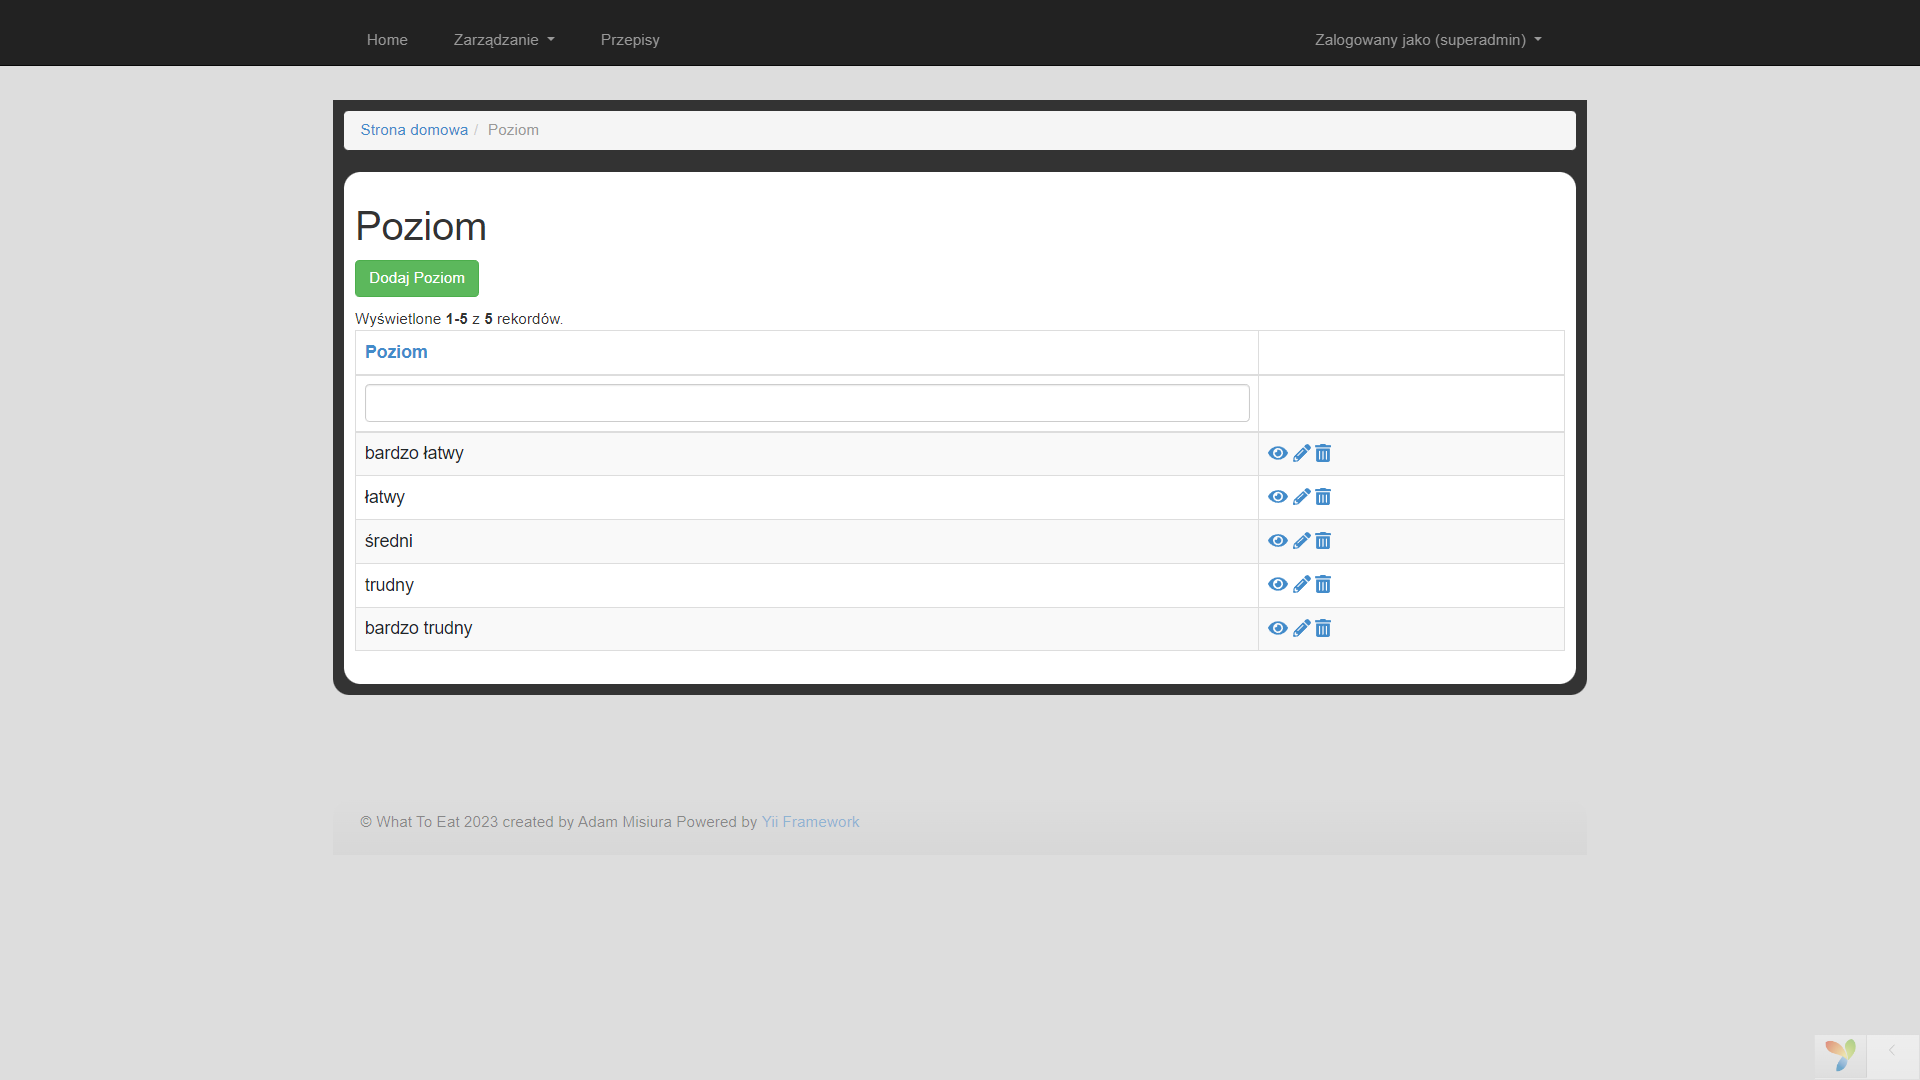 Home Zarządzanie Przepisy Zalogowany jako (superadmin)
Strona domowa / Poziom
Poziom
Dodaj Poziom
Wyświetlone 1-5 z 5 rekordów.
Poziom
bardzo łatwy
łatwy
średni
trudny
bardzo trudny
© What To Eat 2023 created by Adam Misiura Powered by Yii Framework